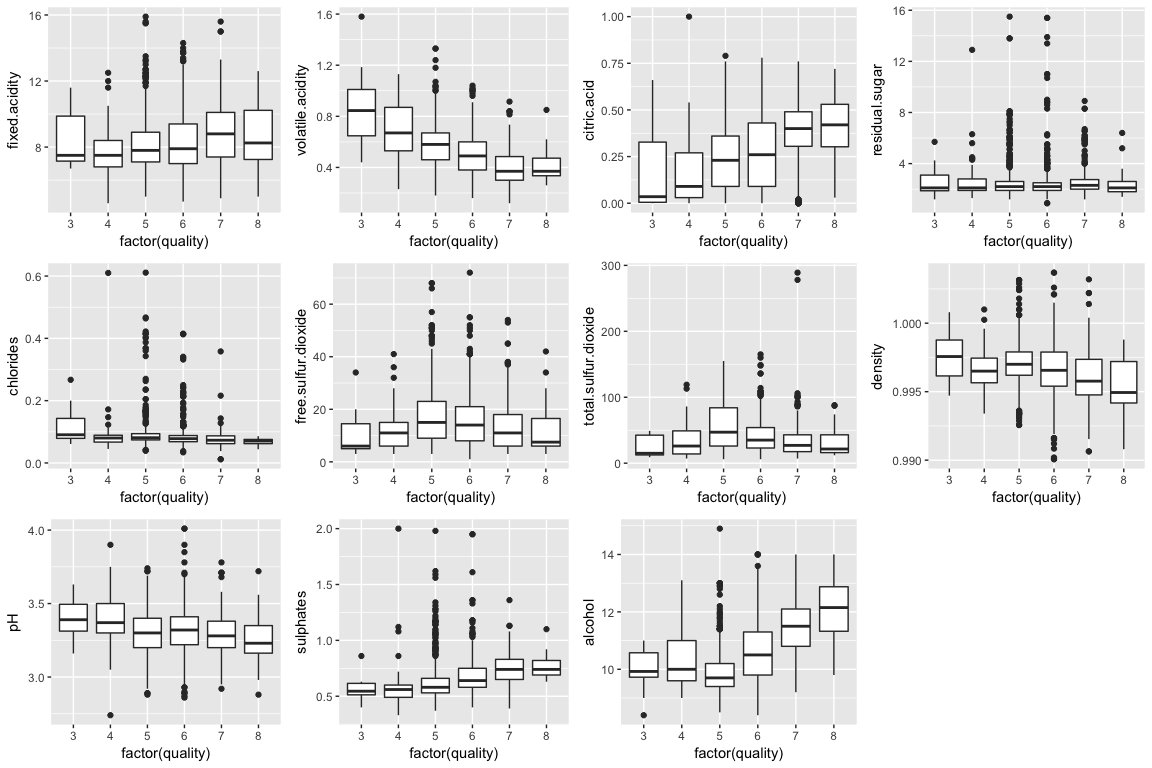 fixed.acidity
16
12
8
3 4 5 6 7 8
factor(quality)
volatile.acidity
1.6
1.2
0.8
0.4
3 4 5 6 7 8
factor(quality)
citric.acid
1.00
0.75
0.50
0.25
0.00
3 4 5 6 7 8
factor(quality)
residual.sugar
16
12
8
4
3 4 5 6 7 8
factor(quality)
chlorides
0.6
0.4
0.2
0.0
3 4 5 6 7 8
factor(quality)
free.sulfur.dioxide
60
40
20
0
3 4 5 6 7 8
factor(quality)
total.sulfur.dioxide
300
200
100
0
3 4 5 6 7 8
factor(quality)
density
1.000
0.995
0.990
3 4 5 6 7 8
factor(quality)
pH
4.0
3.5
3.0
3 4 5 6 7 8
factor(quality)
sulphates
2.0
1.5
1.0
0.5
3 4 5 6 7 8
factor(quality)
alcohol
14
12
10
3 4 5 6 7 8
factor(quality)